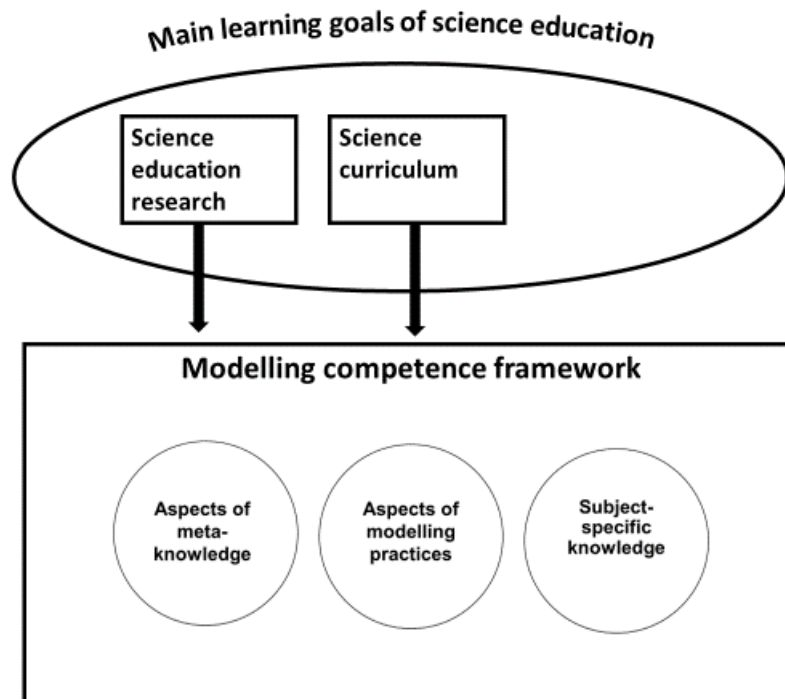 Main learning goals of science education
Science
education
research
Science
curriculum
Modelling competence framework
Aspects of
meta-
knowledge
Aspects of
modelling
practices
Subject-
specific
knowledge